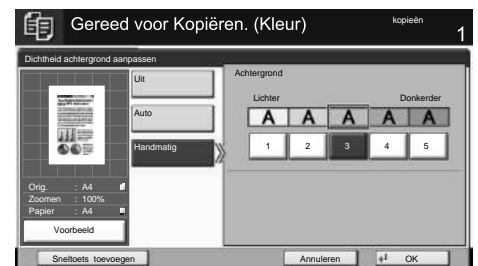 Gereed voor Kopiëren. (Kleur)
kopieën
1
Dichtheid achtergrond aanpassen
Uit
Auto
Handmatig
Achtergrond
Lichter
Donkerder
A A A A A
1 2 3 4 5
Orig. : A4
Zoomen : 100%
Papier : A4
Voorbeeld
Sneltoets toevoegen
Annuleren
OK